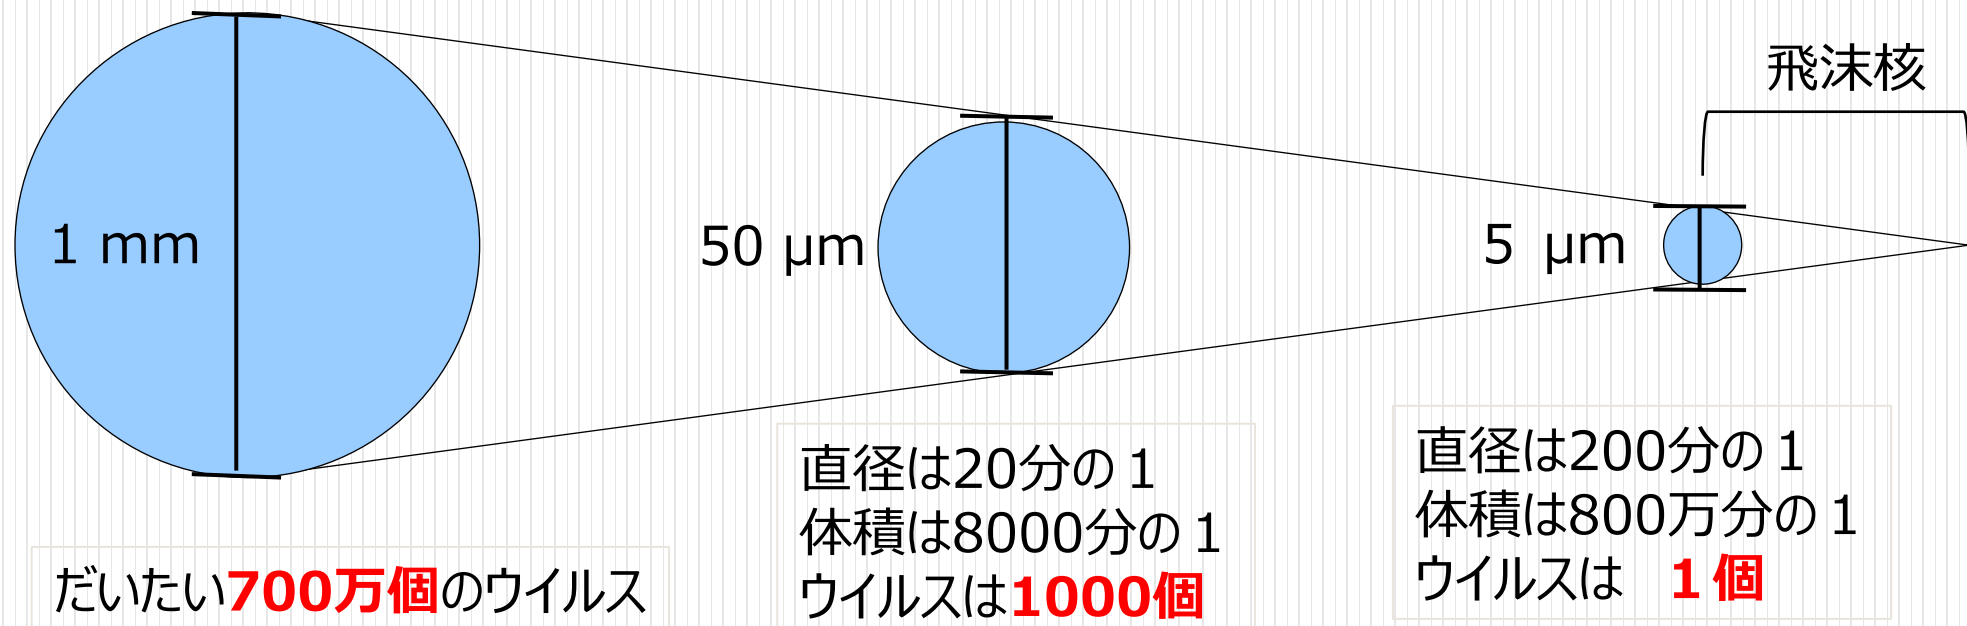 飛沫核
1 mm
50 μm
5 μm
だいたい700万個のウイルス
直径は20分の１
体積は8000分の１
ウイルスは1000個
直径は200分の１
体積は800万分の１
ウイルスは　１個